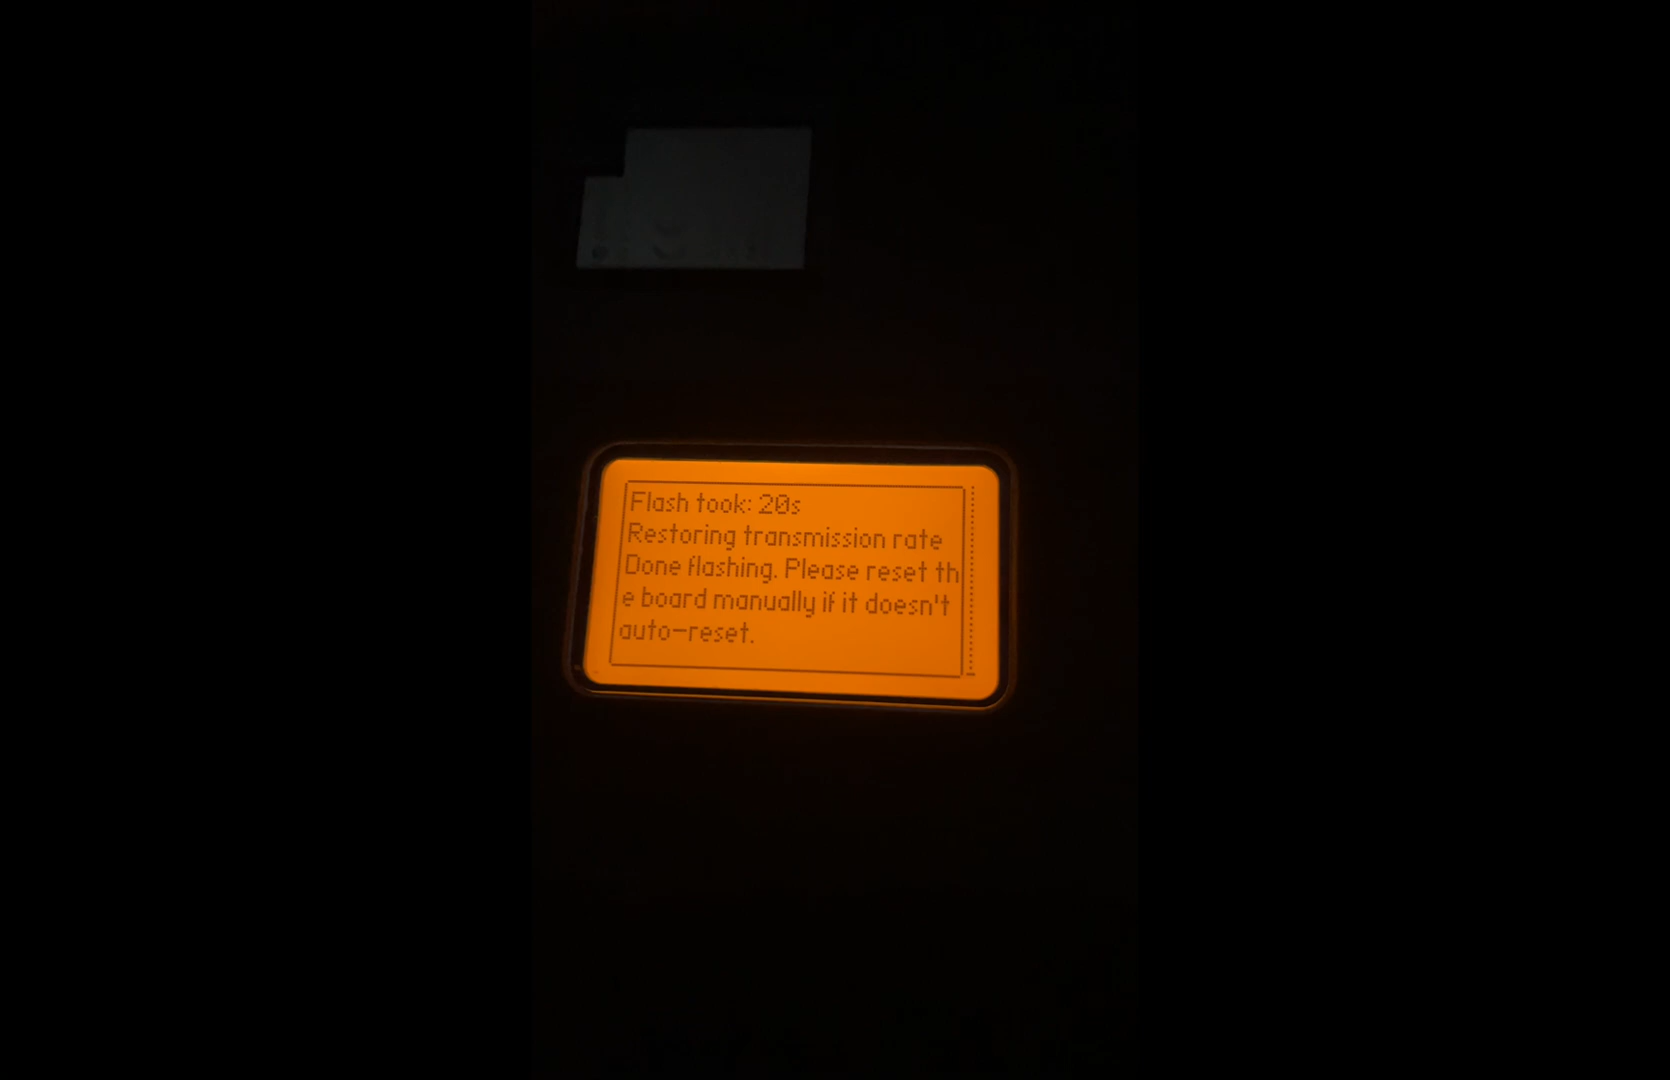 Flash took: 20s
Restoring transmission rate
Done flashing. Please reset th
e board manually if it doesn't
auto-reset.